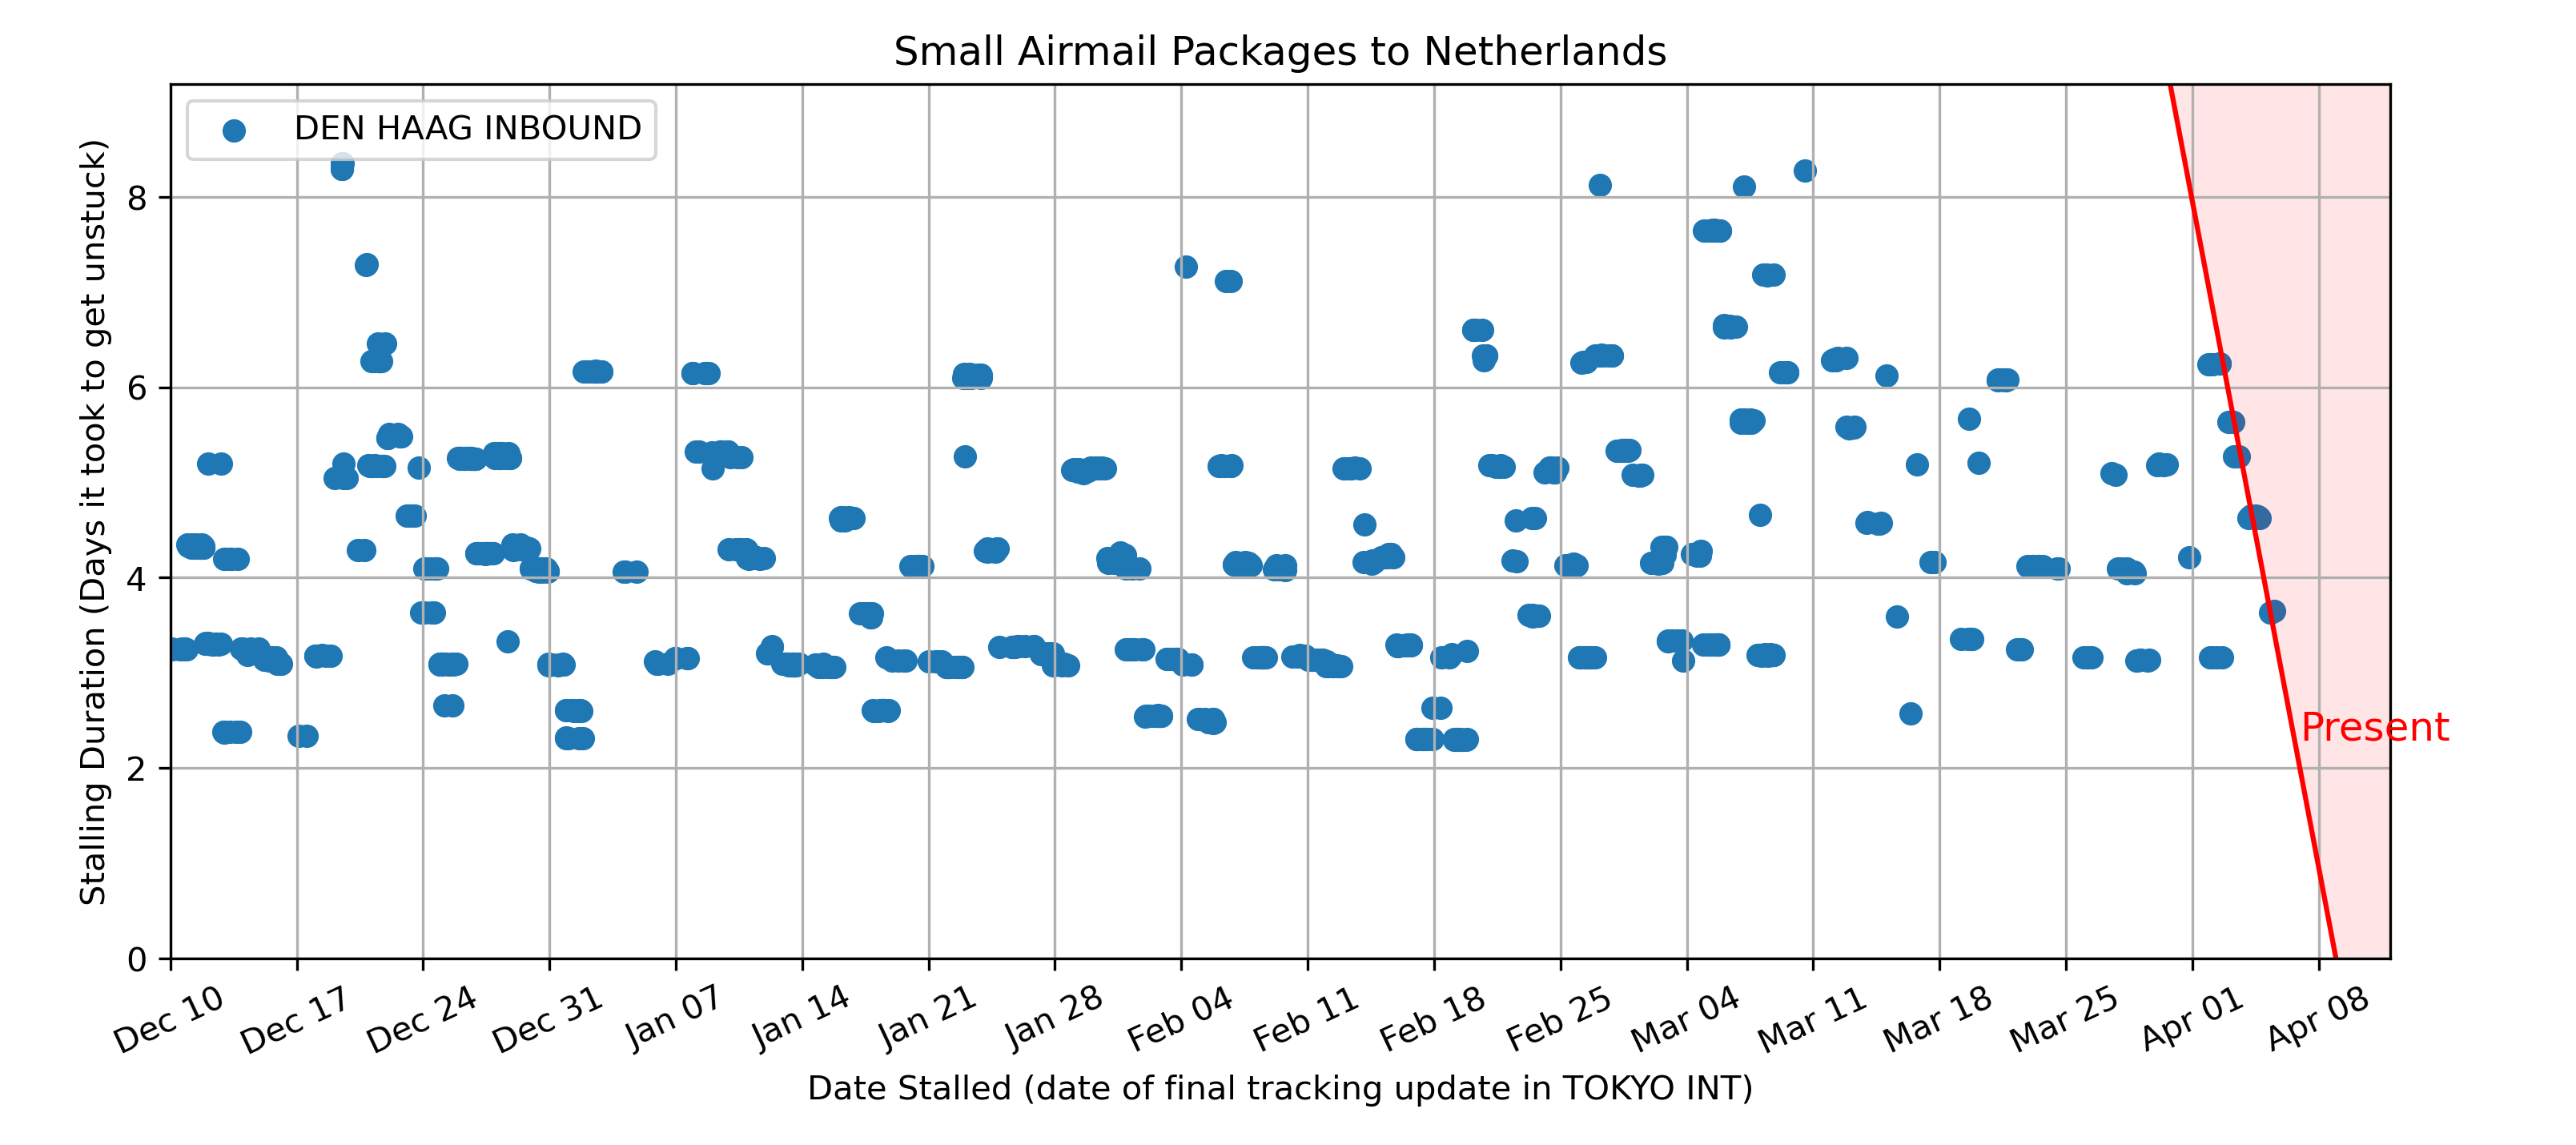 Small Airmail Packages to Netherlands
DEN HAAG INBOUND
Stalling Duration (Days it took to get unstuck)
8
6
4
2
0
Present
Dec 10
Dec 17
Dec 24
Dec 31
Jan 07
Jan 14
Jan 21
Jan 28
Feb 04
Feb 11
Feb 18
Feb 25
Mar 04
Mar 11
Mar 18
Mar 25
Apr 01
Apr 08
Date Stalled (date of final tracking update in TOKYO INT)